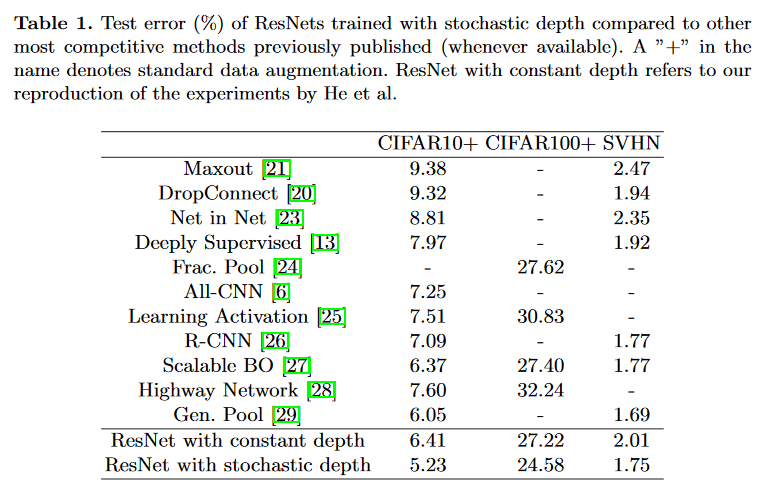 Table 1. Test error (%) of ResNets trained with stochastic depth compared to other
most competitive methods previously published (whenever available). A ”+” in the
name denotes standard data augmentation. ResNet with constant depth refers to our
reproduction of the experiments by He et al.
CIFAR10+ CIFAR100+ SVHN
Maxout [21] 9.38 - 2.47
DropConnect [20] 9.32 - 1.94
Net in Net [23] 8.81 - 2.35
Deeply Supervised [13] 7.97 - 1.92
Frac. Pool [24] - 27.62 -
All-CNN [6] 7.25 - -
Learning Activation [25] 7.51 30.83 -
R-CNN [26] 7.09 - 1.77
Scalable BO [27] 6.37 27.40 1.77
Highway Network [28] 7.60 32.24 -
Gen. Pool [29] 6.05 - 1.69
ResNet with constant depth 6.41 27.22 2.01
ResNet with stochastic depth 5.23 24.58 1.75